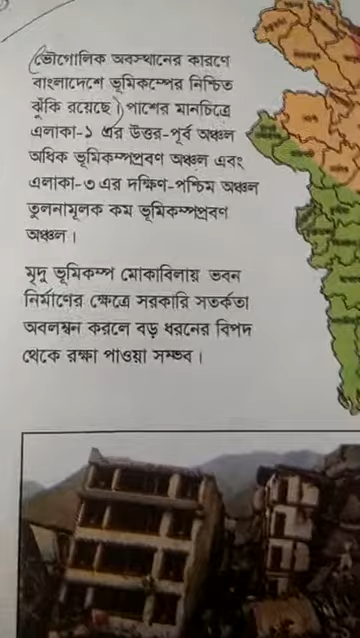 (ভৌগোলিক অবস্থানের কারণে
বাংলাদেশে ভূমিকম্পের নিশ্চিত
ঝুঁকি রয়েছে।) পাশের মানচিত্রে
এলাকা-১ এর উত্তর-পূর্ব অঞ্চল
অধিক ভূমিকম্পপ্রবণ অঞ্চল এবং
এলাকা-৩ এর দক্ষিণ-পশ্চিম অঞ্চল
তুলনামূলক কম ভূমিকম্পপ্রবণ
অঞ্চল।
মৃদু ভূমিকম্প মোকাবিলায় ভবন
নির্মাণের ক্ষেত্রে সরকারি সতর্কতা
অবলম্বন করলে বড় ধরনের বিপদ
থেকে রক্ষা পাওয়া সম্ভব।